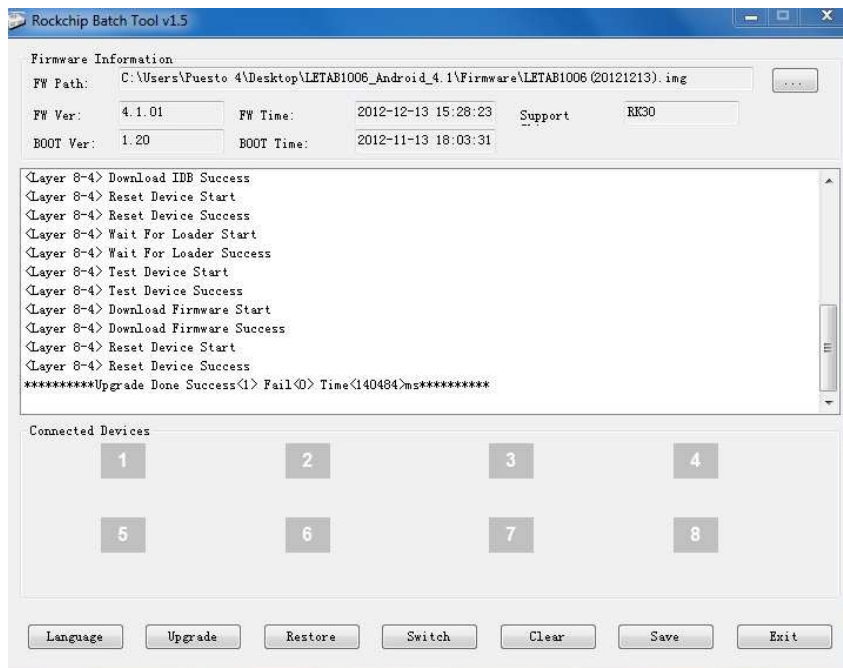 Rockchip Batch Tool v1.5
Firmware Information
FW Path: C:\Users\Puesto 4\Desktop\LETAB1006_Android_4.1\Firmware\LETAB1006(20121213).img ...
FW Ver: 4.1.01 FW Time: 2012-12-13 15:28:23 Support RK30
BOOT Ver: 1.20 BOOT Time: 2012-11-13 18:03:31
<Layer 8-4> Download IDB Success
<Layer 8-4> Reset Device Start
<Layer 8-4> Reset Device Success
<Layer 8-4> Wait For Loader Start
<Layer 8-4> Wait For Loader Success
<Layer 8-4> Test Device Start
<Layer 8-4> Test Device Success
<Layer 8-4> Download Firmware Start
<Layer 8-4> Download Firmware Success
<Layer 8-4> Reset Device Start
<Layer 8-4> Reset Device Success
**********Upgrade Done Success<1> Fail<0> Time<140484>ms**********
Connected Devices
1 2 3 4
5 6 7 8
Language Upgrade Restore Switch Clear Save Exit